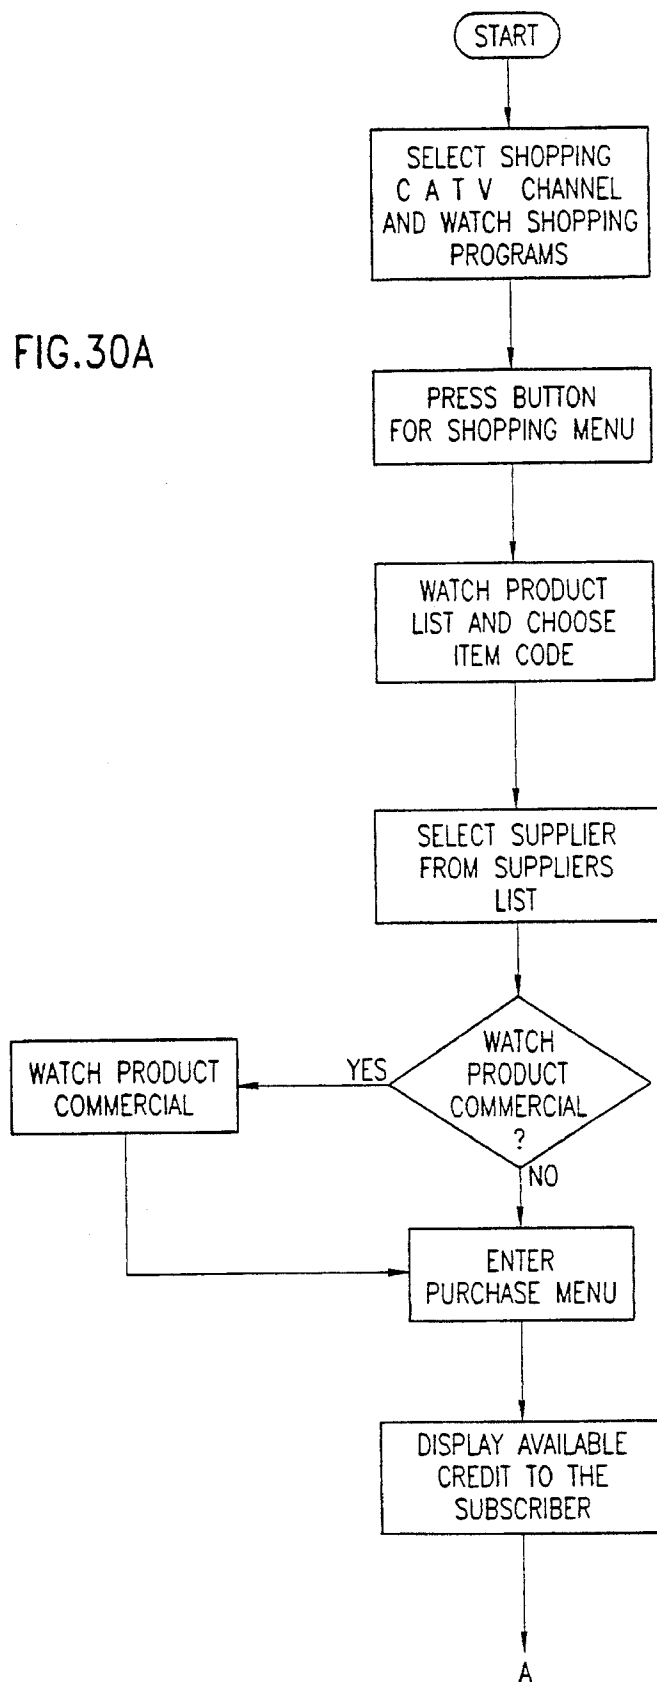 START
SELECT SHOPPING
C A T V CHANNEL
AND WATCH SHOPPING
PROGRAMS
FIG.30A
PRESS BUTTON
FOR SHOPPING MENU
WATCH PRODUCT
LIST AND CHOOSE
ITEM CODE
SELECT SUPPLIER
FROM SUPPLIERS
LIST
WATCH
PRODUCT
COMMERCIAL
?
YES
WATCH PRODUCT
COMMERCIAL
NO
ENTER
PURCHASE MENU
DISPLAY AVAILABLE
CREDIT TO THE
SUBSCRIBER
A